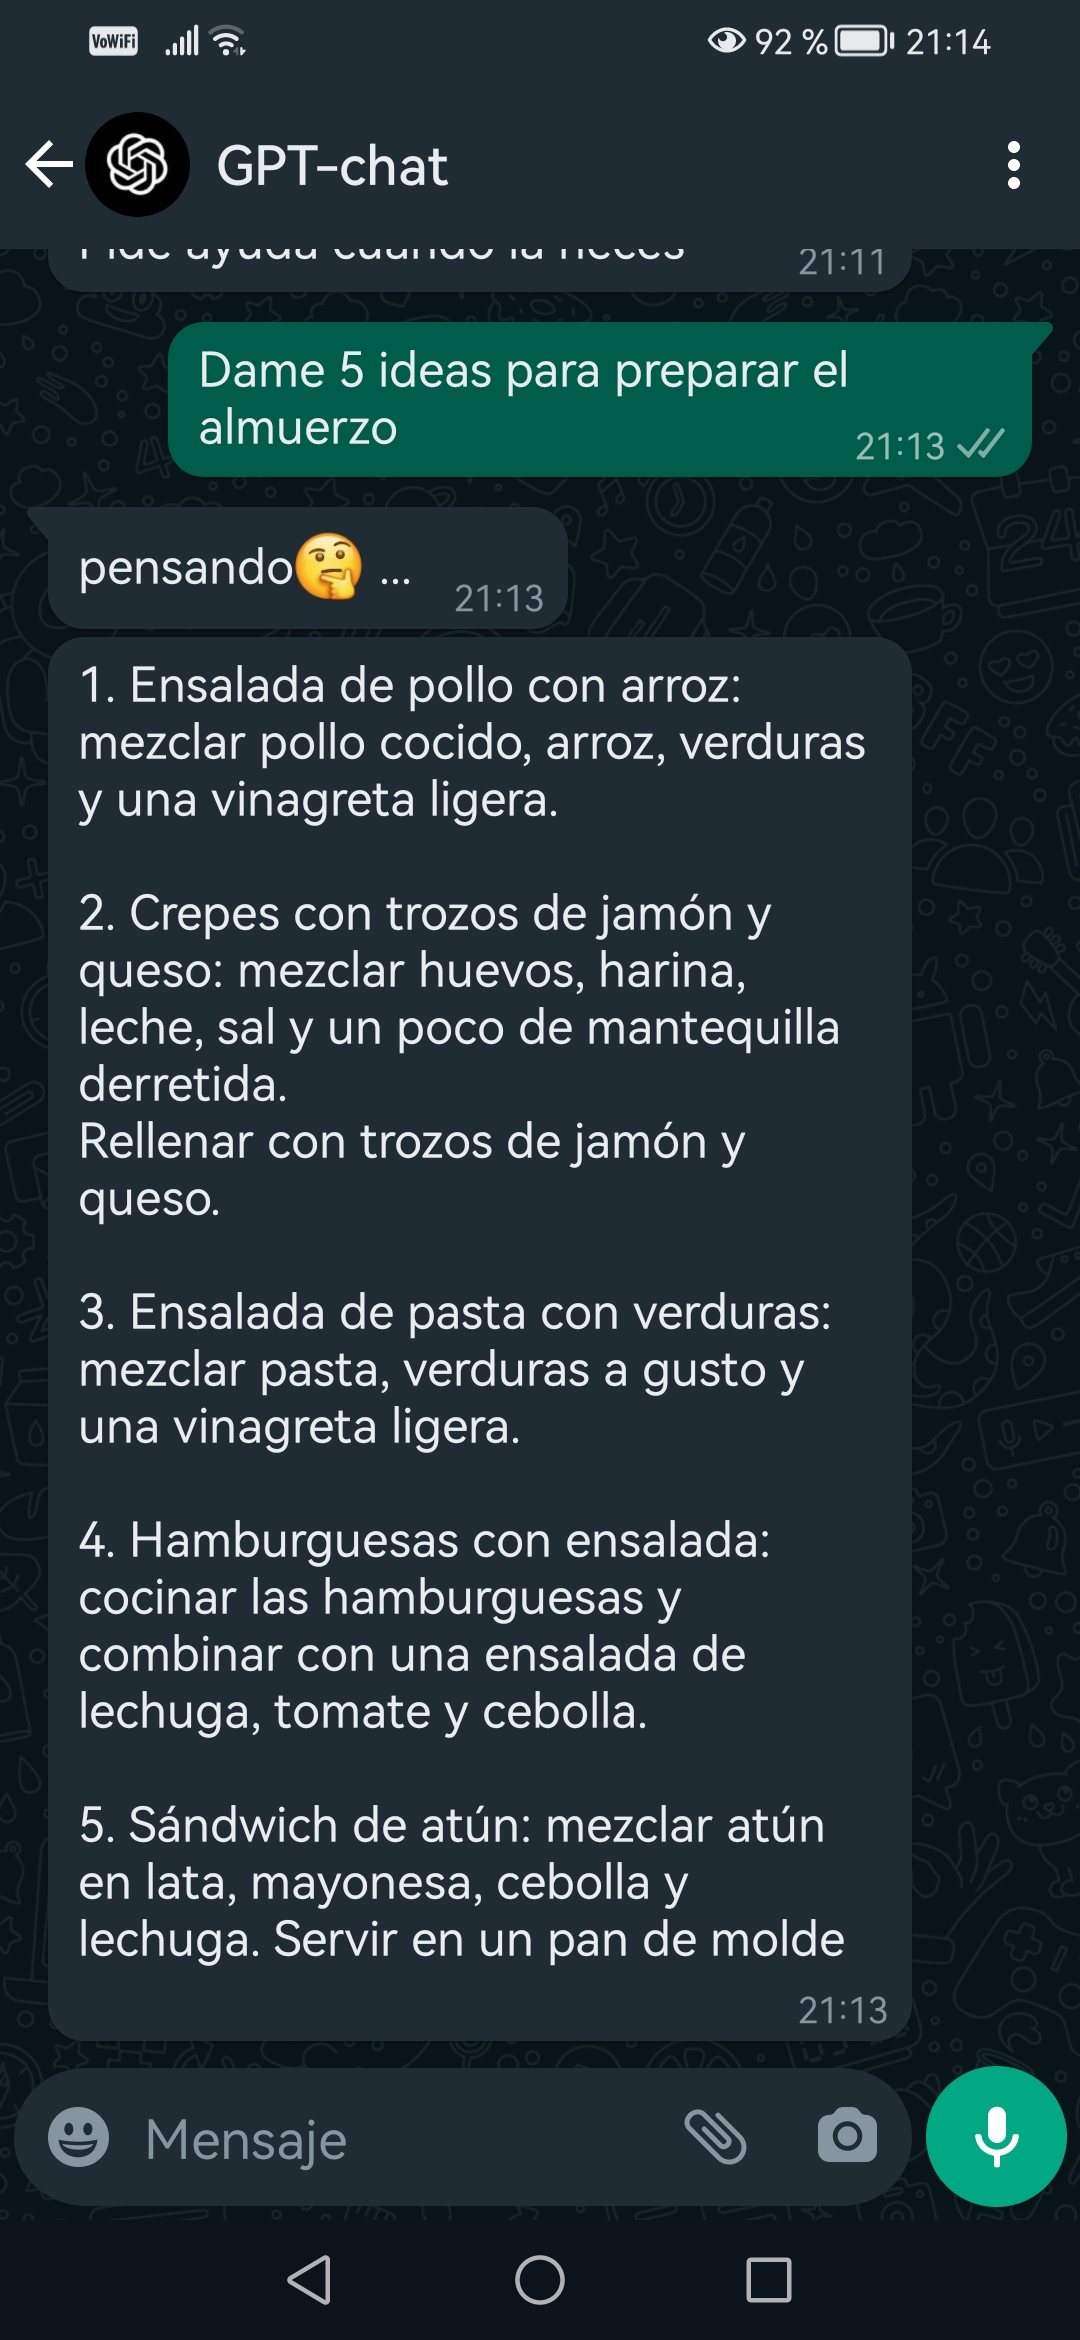 VoWiFi 92 % 21:14
GPT-chat
Pide ayuda cuando la neces 21:11
Dame 5 ideas para preparar el
almuerzo
21:13
pensando🤔 ...
21:13
1. Ensalada de pollo con arroz:
mezclar pollo cocido, arroz, verduras
y una vinagreta ligera.
2. Crepes con trozos de jamón y
queso: mezclar huevos, harina,
leche, sal y un poco de mantequilla
derretida.
Rellenar con trozos de jamón y
queso.
3. Ensalada de pasta con verduras:
mezclar pasta, verduras a gusto y
una vinagreta ligera.
4. Hamburguesas con ensalada:
cocinar las hamburguesas y
combinar con una ensalada de
lechuga, tomate y cebolla.
5. Sándwich de atún: mezclar atún
en lata, mayonesa, cebolla y
lechuga. Servir en un pan de molde
21:13
Mensaje